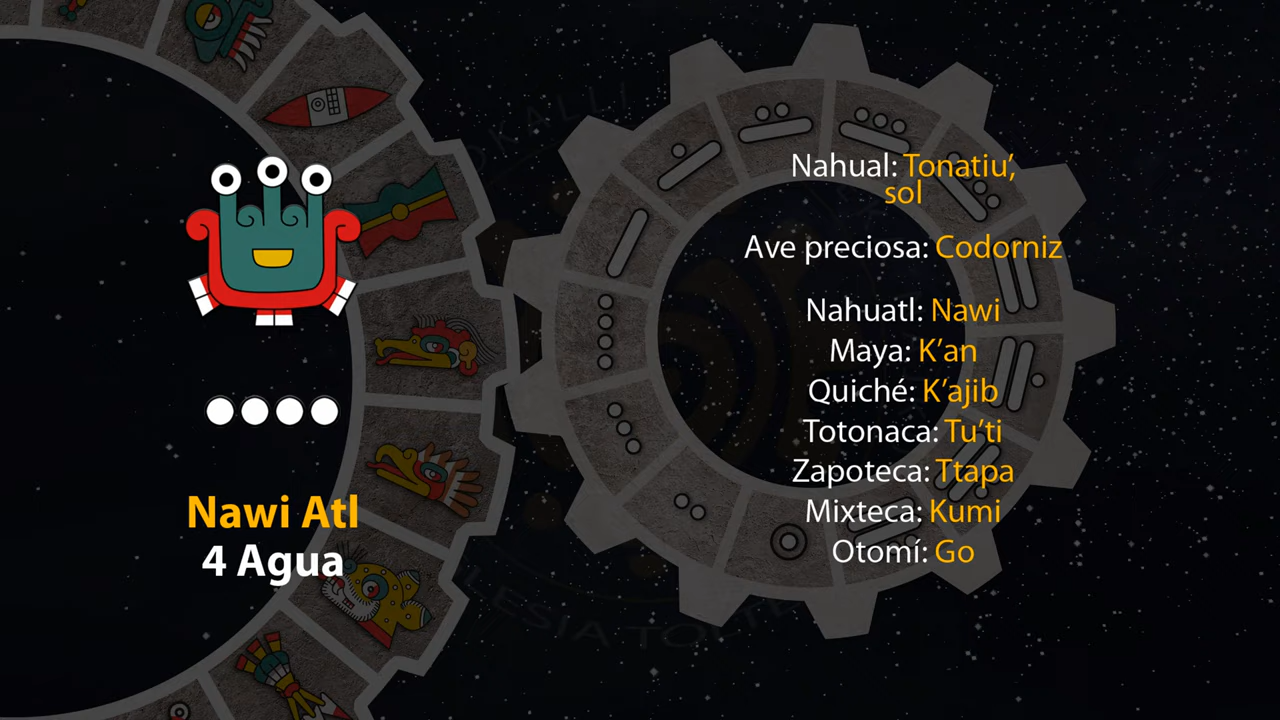 Nawi Atl
4 Agua
Nahual: Tonatiu’,
sol
Ave preciosa: Codorniz
Nahuatl: Nawi
Maya: K’an
Quiché: K’ajib
Totonaca: Tu’ti
Zapoteca: Ttapa
Mixteca: Kumi
Otomí: Go